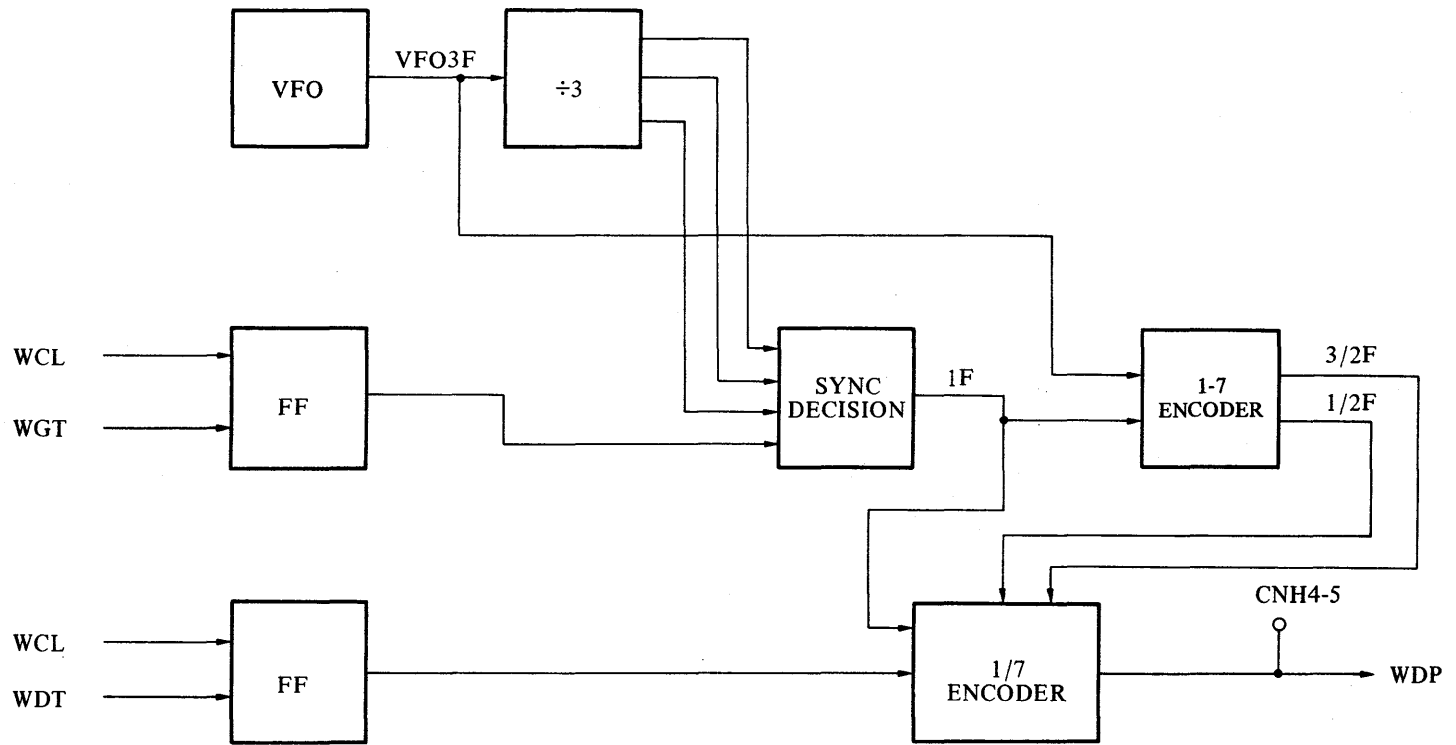 VFO
VFO3F
÷3
WCL
WGT
FF
SYNC
DECISION
1F
1-7
ENCODER
3/2F
1/2F
CNH4-5
WCL
WDT
FF
1/7
ENCODER
WDP